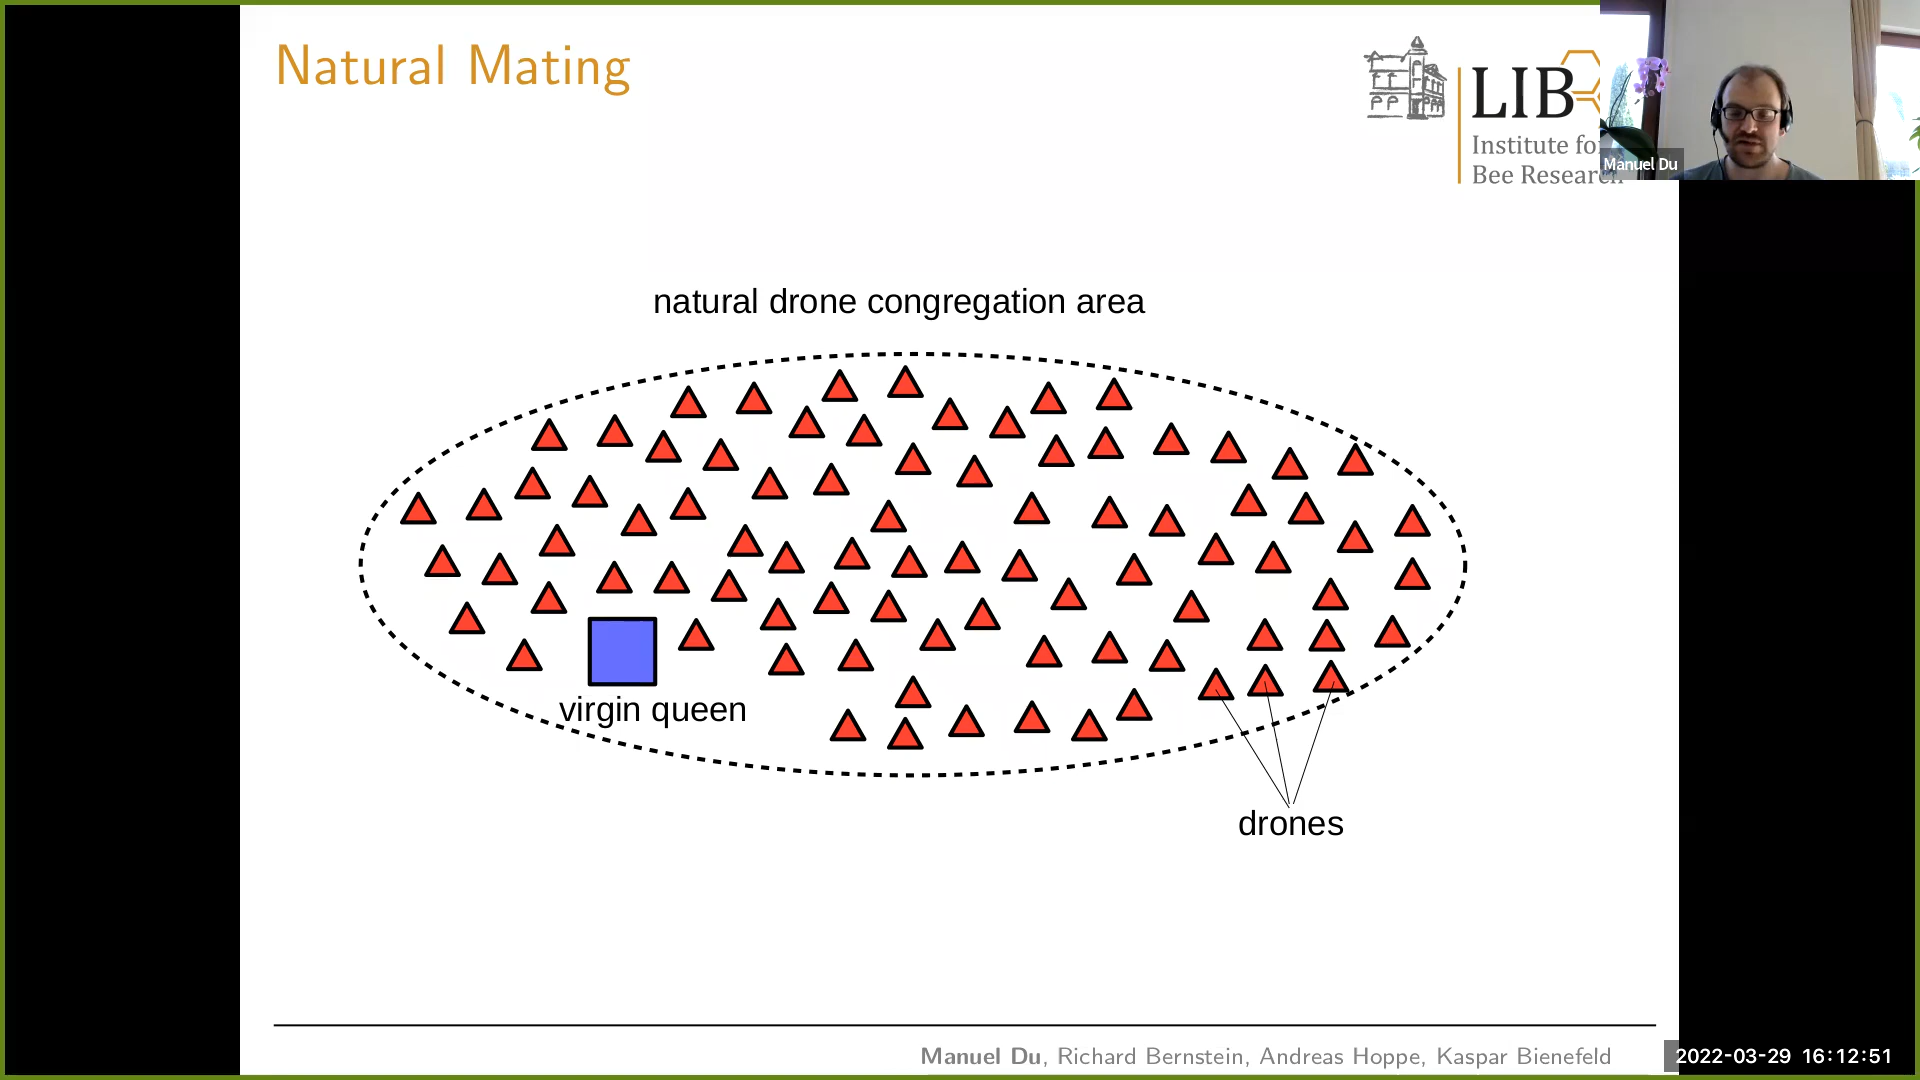 Natural Mating
LIB
Institute for
Bee Research
Manuel Du
natural drone congregation area
virgin queen
drones
Manuel Du, Richard Bernstein, Andreas Hoppe, Kaspar Bienefeld
2022-03-29 16:12:51